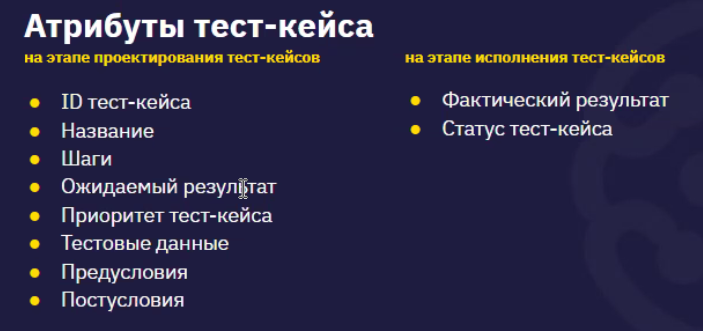 Атрибуты тест-кейса
на этапе проектирования тест-кейсов
ID тест-кейса
Название
Шаги
Ожидаемый результат
Приоритет тест-кейса
Тестовые данные
Предусловия
Постусловия
на этапе исполнения тест-кейсов
Фактический результат
Статус тест-кейса